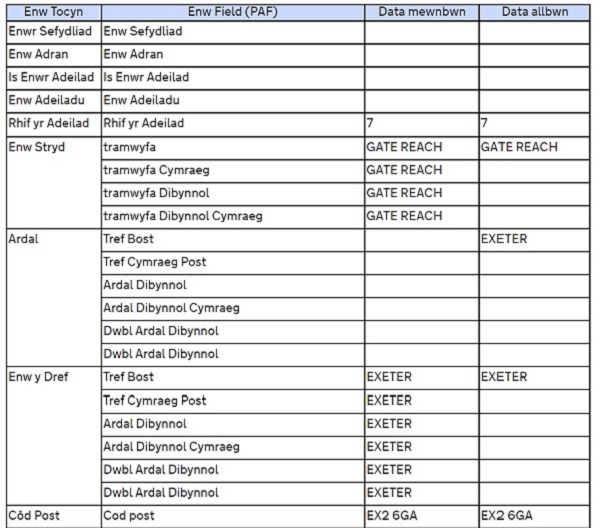 Enw Tocyn Enw Field (PAF) Data mewnbwn Data allbwn
Enwr Sefydliad Enw Sefydliad
Enw Adran Enw Adran
Is Enwr Adeilad Is Enwr Adeilad
Enw Adeiladu Enw Adeiladu
Rhif yr Adeilad Rhif yr Adeilad 7 7
Enw Stryd tramwyfa GATE REACH GATE REACH
tramwyfa Cymraeg GATE REACH
tramwyfa Dibynnol GATE REACH
tramwyfa Dibynnol Cymraeg GATE REACH
Ardal Tref Bost EXETER
Tref Cymraeg Post
Ardal Dibynnol
Ardal Dibynnol Cymraeg
Dwbl Ardal Dibynnol
Dwbl Ardal Dibynnol
Enw y Dref Tref Bost EXETER EXETER
Tref Cymraeg Post EXETER
Ardal Dibynnol EXETER
Ardal Dibynnol Cymraeg EXETER
Dwbl Ardal Dibynnol EXETER
Dwbl Ardal Dibynnol EXETER
Côd Post Cod post EX2 6GA EX2 6GA